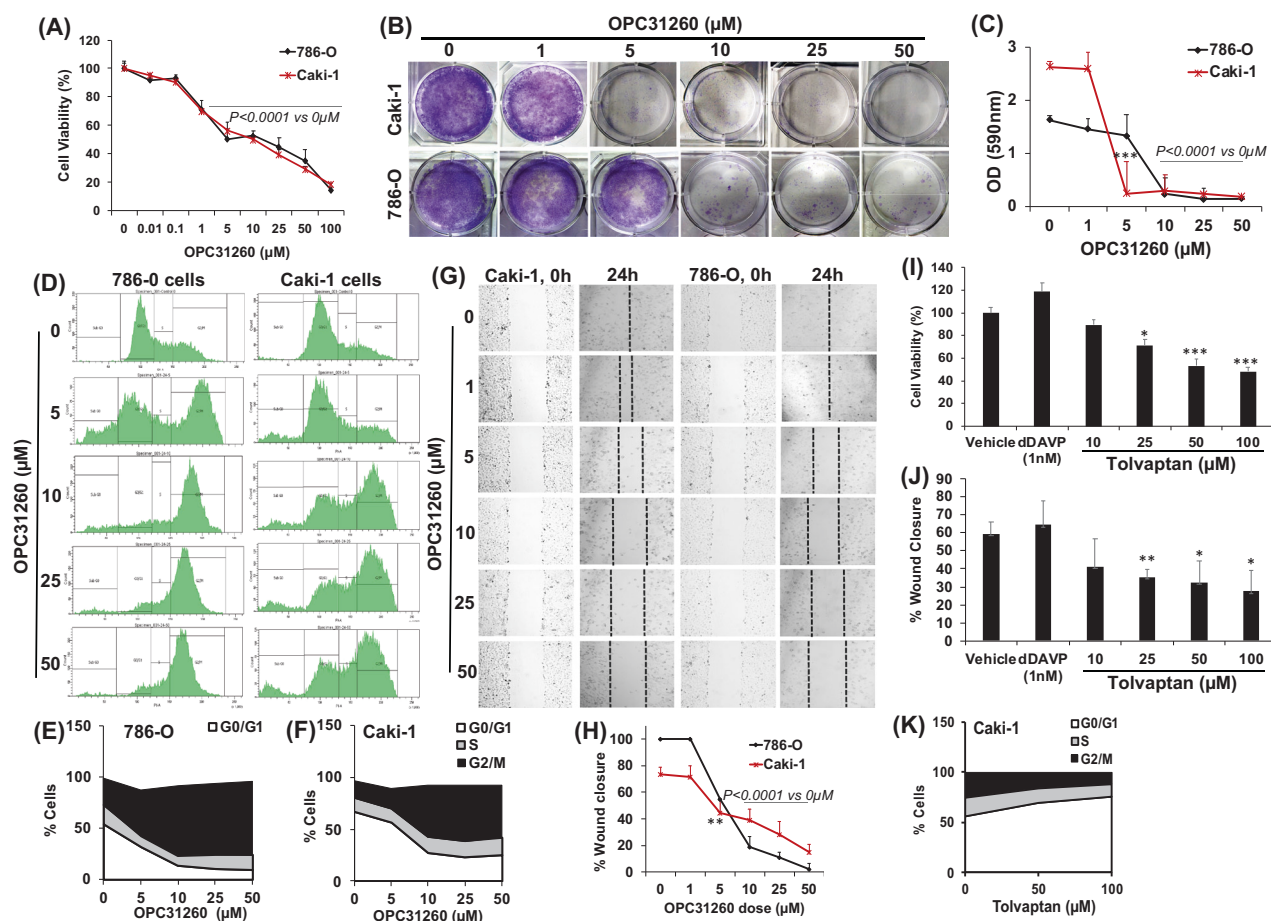 (A)
Cell Viability (%)
120
100
80
60
40
20
0
786-O
Caki-1
P<0.0001 vs 0µM
0 0.01 0.1 1 5 10 25 50 100
OPC31260 (µM)
(B)
OPC31260 (µM)
0 1 5 10 25 50
Caki-1
786-O
(C)
OD (590nm)
3
2
1
0
786-O
Caki-1
***
P<0.0001 vs 0µM
0 1 5 10 25 50
OPC31260 (µM)
(D)
786-0 cells Caki-1 cells
OPC31260 (µM)
0
5
10
25
50
(G)
Caki-1, 0h 24h 786-O, 0h 24h
OPC31260 (µM)
0
1
5
10
25
50
(I)
Cell Viability (%)
140
120
100
80
60
40
20
0
* *** ***
Vehicle dDAVP 10 25 50 100
(1nM) Tolvaptan (µM)
(J)
% Wound Closure
90
80
70
60
50
40
30
20
10
0
** * *
Vehicle dDAVP 10 25 50 100
(1nM) Tolvaptan (µM)
(E)
786-O
G0/G1
% Cells
150
100
50
0
0 5 10 25 50
OPC31260 (µM)
(F)
Caki-1
G0/G1
S
G2/M
% Cells
150
100
50
0
0 5 10 25 50
OPC31260 (µM)
(H)
% Wound closure
100
80
60
40
20
0
786-O
Caki-1
P<0.0001 vs 0µM
**
0 1 5 10 25 50
OPC31260 dose (µM)
(K)
Caki-1
G0/G1
S
G2/M
% Cells
150
100
50
0
0 50 100
Tolvaptan (µM)